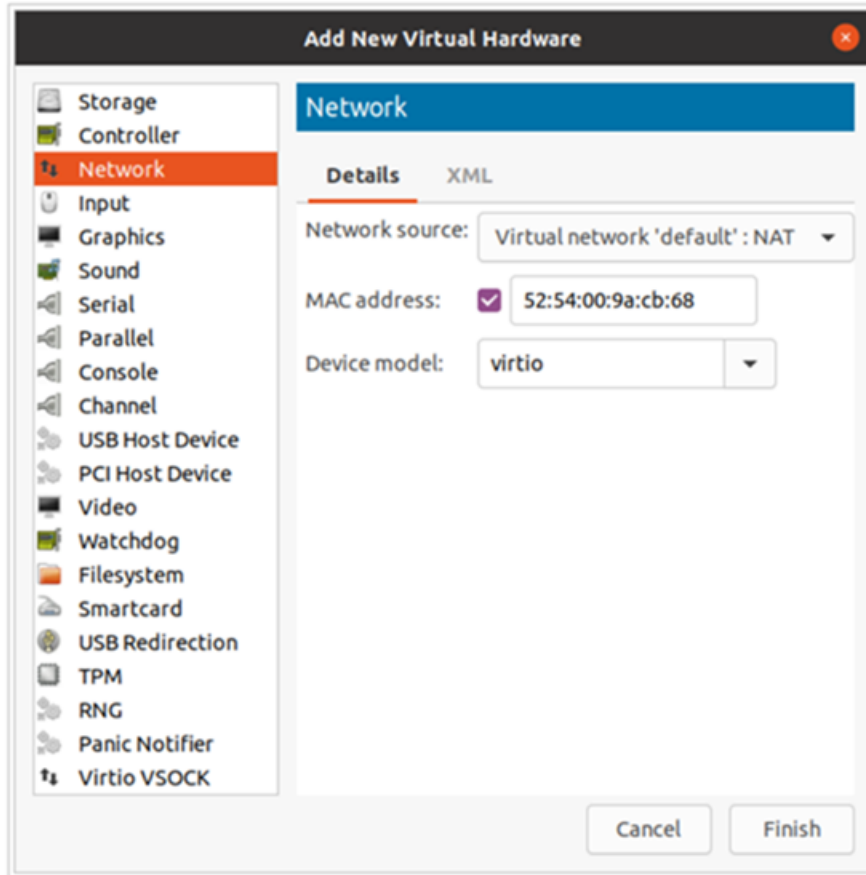 Add New Virtual Hardware
Storage
Controller
Network
Input
Graphics
Sound
Serial
Parallel
Console
Channel
USB Host Device
PCI Host Device
Video
Watchdog
Filesystem
Smartcard
USB Redirection
TPM
RNG
Panic Notifier
Virtio VSOCK
Network
Details XML
Network source: Virtual network 'default' : NAT
MAC address: 52:54:00:9a:cb:68
Device model: virtio
Cancel Finish